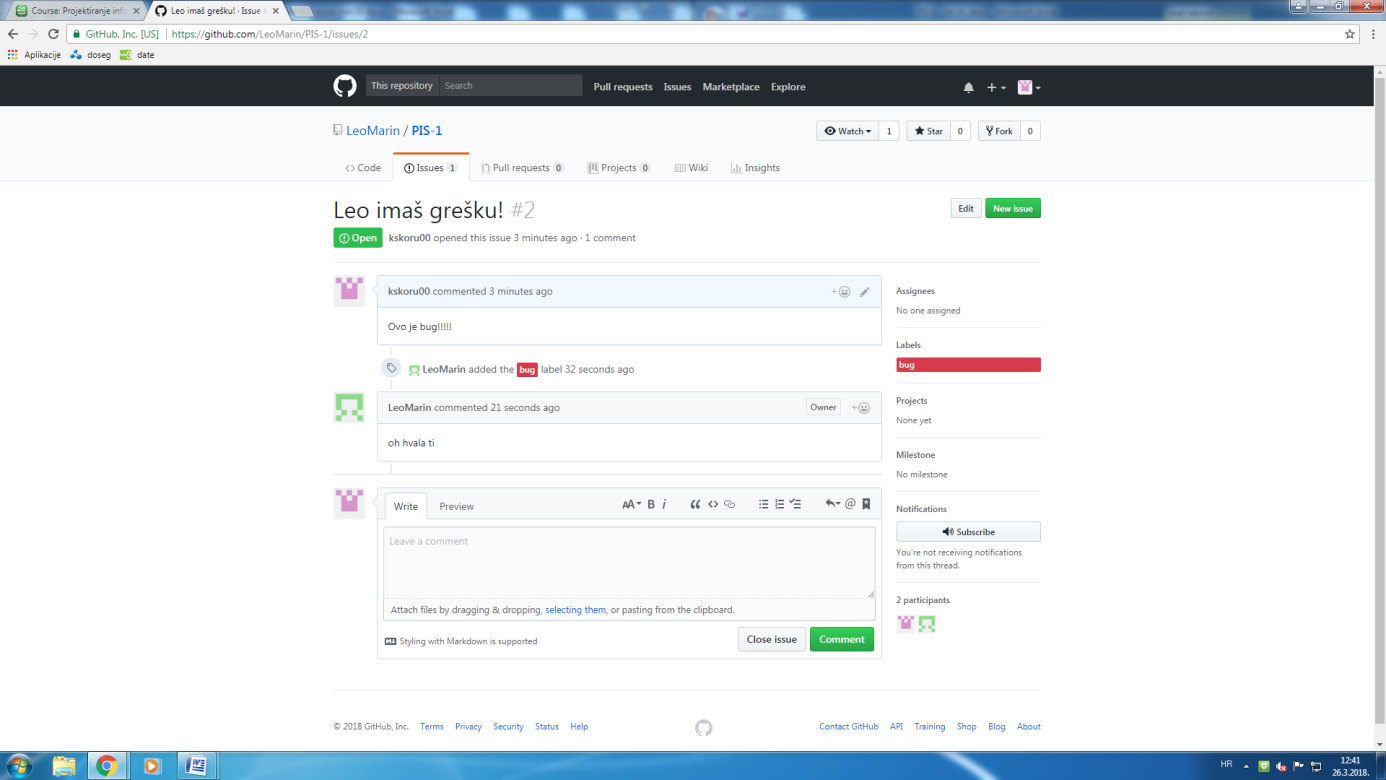 Course: Projektiranje info
Leo imaš grešku! · Issue #
GitHub, Inc. [US] https://github.com/LeoMarin/PIS-1/issues/2
Aplikacije doseg date
This repository Search Pull requests Issues Marketplace Explore
LeoMarin / PIS-1
Watch 1 Star 0 Fork 0
Code Issues 1 Pull requests 0 Projects 0 Wiki Insights
Leo imaš grešku! #2
Edit New issue
Open kskoru00 opened this issue 3 minutes ago · 1 comment
kskoru00 commented 3 minutes ago
Ovo je bug!!!!!
LeoMarin added the bug label 32 seconds ago
LeoMarin commented 21 seconds ago Owner
oh hvala ti
Write Preview
Leave a comment
Attach files by dragging & dropping, selecting them, or pasting from the clipboard.
Styling with Markdown is supported
Close issue Comment
Assignees
No one assigned
Labels
bug
Projects
None yet
Milestone
No milestone
Notifications
Subscribe
You're not receiving notifications
from this thread.
2 participants
© 2018 GitHub, Inc. Terms Privacy Security Status Help
Contact GitHub API Training Shop Blog About
HR
12:41
26.3.2018.